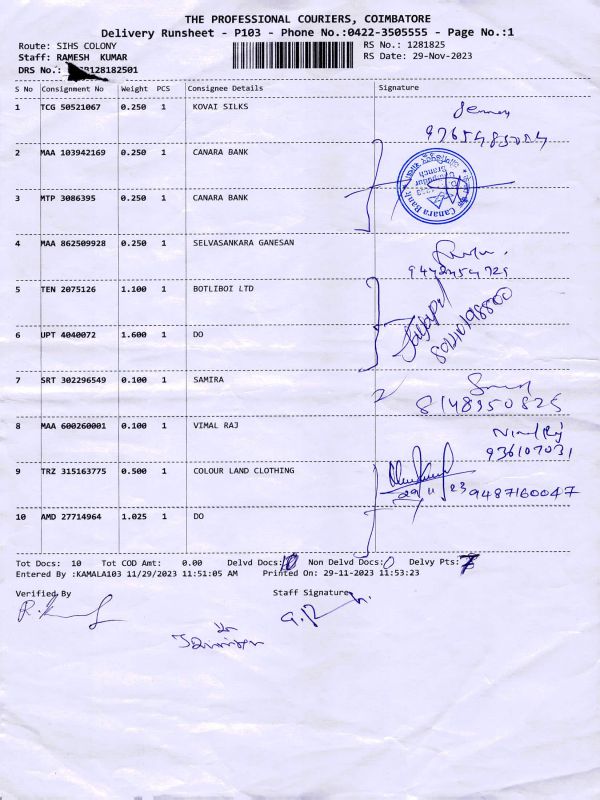 THE PROFESSIONAL COURIERS, COIMBATORE
Delivery Runsheet - P103 - Phone No.:0422-3505555 - Page No.:1
Route: SIHS COLONY RS No.: 1281825
Staff: RAMESH KUMAR RS Date: 29-Nov-2023
DRS No.: 128182501
S No Consignment No Weight PCS Consignee Details Signature
1 TCG 50521067 0.250 1 KOVAI SILKS
2 MAA 103942169 0.250 1 CANARA BANK
3 MTP 3086395 0.250 1 CANARA BANK
Canara Bank
Branch
4 MAA 862509928 0.250 1 SELVASANKARA GANESAN
5 TEN 2075126 1.100 1 BOTLIBOI LTD
6 UPT 4040072 1.600 1 DO
7 SRT 302296549 0.100 1 SAMIRA
8148950825
8 MAA 600260001 0.100 1 VIMAL RAJ
936107031
9 TRZ 315163775 0.500 1 COLOUR LAND CLOTHING
29/11/23 9487160047
10 AMD 27714964 1.025 1 DO
Tot Docs: 10 Tot COD Amt: 0.00 Delvd Docs: 10 Non Delvd Docs: 0 Delvy Pts: 7
Entered By :KAMALA103 11/29/2023 11:51:05 AM Printed On: 29-11-2023 11:53:23
Verified By Staff Signature